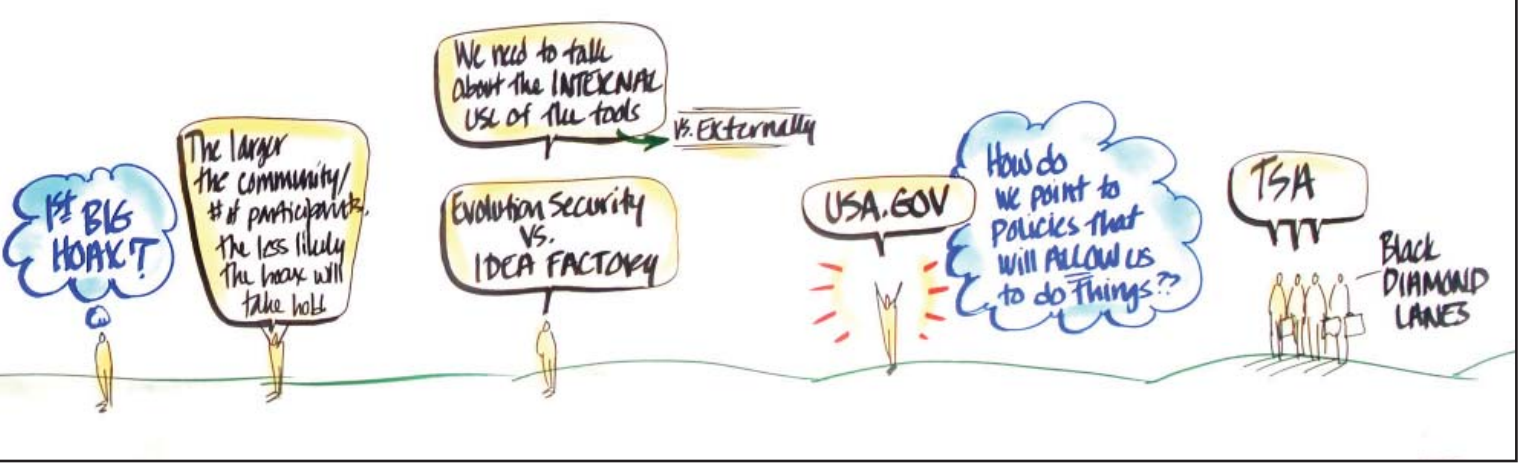 1st BIG
HOAX?
The larger
the community/
# of participants,
the less likely
the hoax will
take hold
We need to talk
about the INTERNAL
use of the tools
vs. Externally
Evolution Security
vs.
IDEA FACTORY
USA.GOV
How do
we point to
policies that
will ALLOW us
to do things??
TSA
Black
DIAMOND
LANES